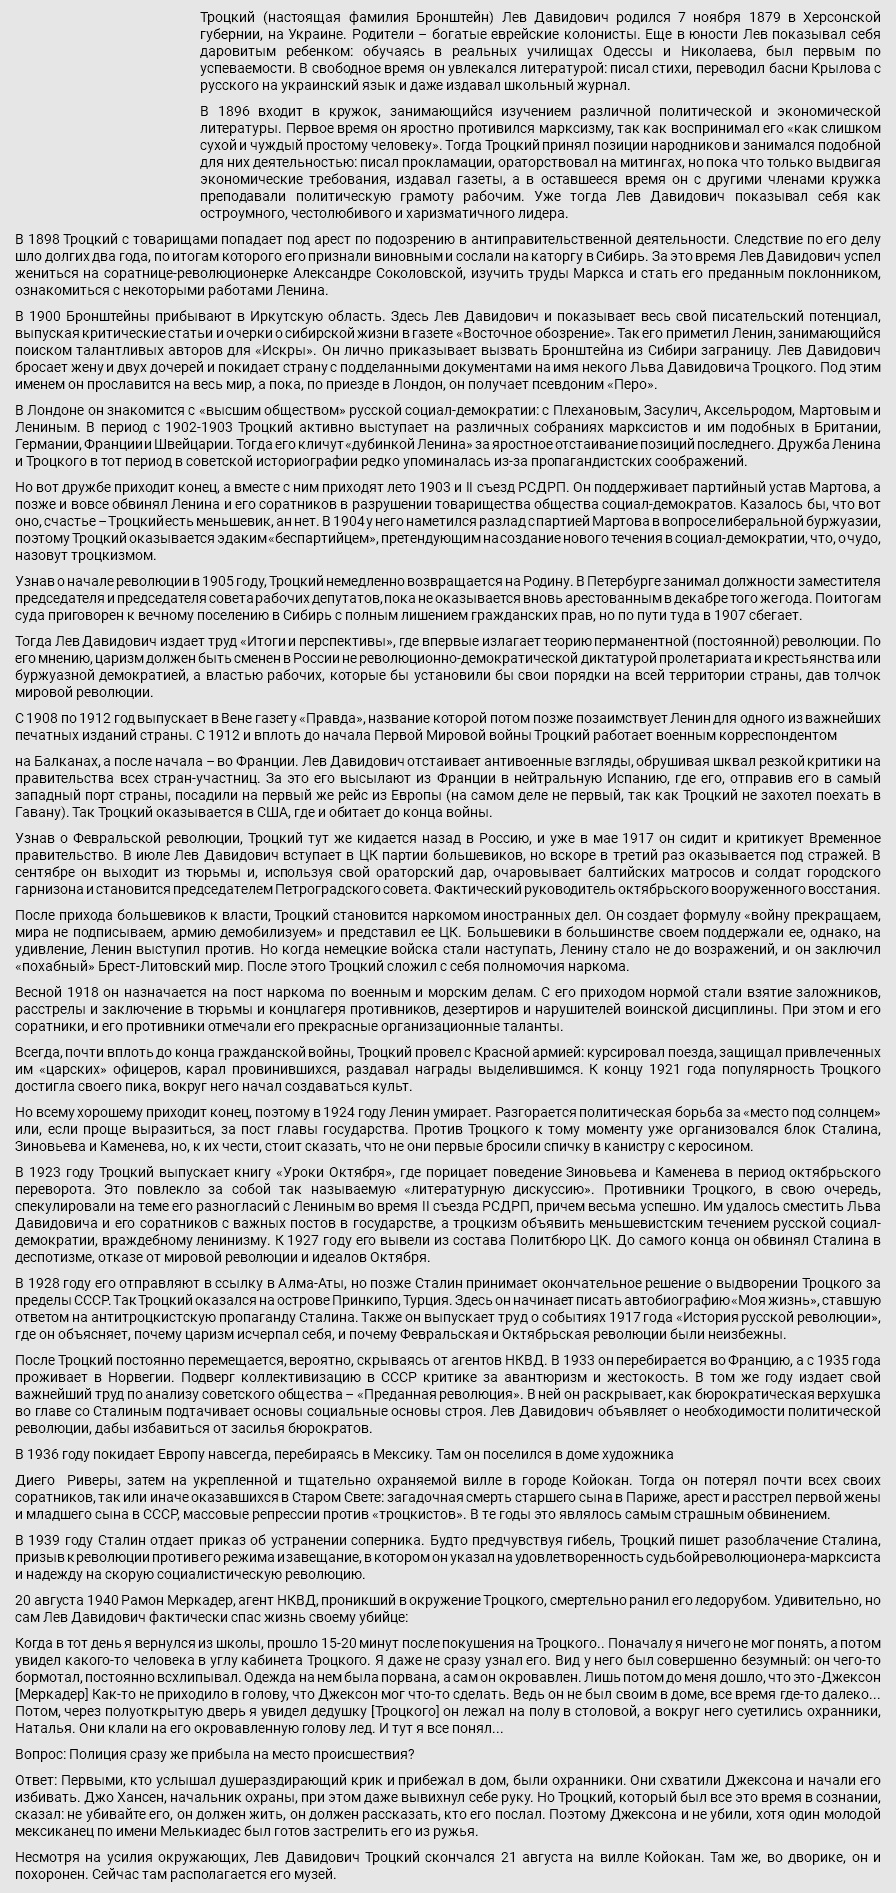 Троцкий (настоящая фамилия Бронштейн) Лев Давидович родился 7 ноября 1879 в Херсонской
губернии, на Украине. Родители – богатые еврейские колонисты. Еще в юности Лев показывал себя
даровитым ребенком: обучаясь в реальных училищах Одессы и Николаева, был первым по
успеваемости. В свободное время он увлекался литературой: писал стихи, переводил басни Крылова с
русского на украинский язык и даже издавал школьный журнал.
В 1896 входит в кружок, занимающийся изучением различной политической и экономической
литературы. Первое время он яростно противился марксизму, так как воспринимал его «как слишком
сухой и чуждый простому человеку». Тогда Троцкий принял позиции народников и занимался подобной
для них деятельностью: писал прокламации, ораторствовал на митингах, но пока что только выдвигая
экономические требования, издавал газеты, а в оставшееся время он с другими членами кружка
преподавали политическую грамоту рабочим. Уже тогда Лев Давидович показывал себя как
остроумного, честолюбивого и харизматичного лидера.
В 1898 Троцкий с товарищами попадает под арест по подозрению в антиправительственной деятельности. Следствие по его делу
шло долгих два года, по итогам которого его признали виновным и сослали на каторгу в Сибирь. За это время Лев Давидович успел
жениться на соратнице-революционерке Александре Соколовской, изучить труды Маркса и стать его преданным поклонником,
ознакомиться с некоторыми работами Ленина.
В 1900 Бронштейны прибывают в Иркутскую область. Здесь Лев Давидович и показывает весь свой писательский потенциал,
выпуская критические статьи и очерки о сибирской жизни в газете «Восточное обозрение». Так его приметил Ленин, занимающийся
поиском талантливых авторов для «Искры». Он лично приказывает вызвать Бронштейна из Сибири заграницу. Лев Давидович
бросает жену и двух дочерей и покидает страну с подделанными документами на имя некого Льва Давидовича Троцкого. Под этим
именем он прославится на весь мир, а пока, по приезде в Лондон, он получает псевдоним «Перо».
В Лондоне он знакомится с «высшим обществом» русской социал-демократии: с Плехановым, Засулич, Аксельродом, Мартовым и
Лениным. В период с 1902-1903 Троцкий активно выступает на различных собраниях марксистов и им подобных в Британии,
Германии, Франции и Швейцарии. Тогда его кличут «дубинкой Ленина» за яростное отстаивание позиций последнего. Дружба Ленина
и Троцкого в тот период в советской историографии редко упоминалась из-за пропагандистских соображений.
Но вот дружбе приходит конец, а вместе с ним приходят лето 1903 и II съезд РСДРП. Он поддерживает партийный устав Мартова, а
позже и вовсе обвинял Ленина и его соратников в разрушении товарищества общества социал-демократов. Казалось бы, что вот
оно, счастье – Троцкий есть меньшевик, ан нет. В 1904 у него наметился разлад с партией Мартова в вопросе либеральной буржуазии,
поэтому Троцкий оказывается эдаким «беспартийцем», претендующим на создание нового течения в социал-демократии, что, о чудо,
назовут троцкизмом.
Узнав о начале революции в 1905 году, Троцкий немедленно возвращается на Родину. В Петербурге занимал должности заместителя
председателя и председателя совета рабочих депутатов, пока не оказывается вновь арестованным в декабре того же года. По итогам
суда приговорен к вечному поселению в Сибирь с полным лишением гражданских прав, но по пути туда в 1907 сбегает.
Тогда Лев Давидович издает труд «Итоги и перспективы», где впервые излагает теорию перманентной (постоянной) революции. По
его мнению, царизм должен быть сменен в России не революционно-демократической диктатурой пролетариата и крестьянства или
буржуазной демократией, а властью рабочих, которые бы установили бы свои порядки на всей территории страны, дав толчок
мировой революции.
С 1908 по 1912 год выпускает в Вене газету «Правда», название которой потом позже позаимствует Ленин для одного из важнейших
печатных изданий страны. С 1912 и вплоть до начала Первой Мировой войны Троцкий работает военным корреспондентом
на Балканах, а после начала – во Франции. Лев Давидович отстаивает антивоенные взгляды, обрушивая шквал резкой критики на
правительства всех стран-участниц. За это его высылают из Франции в нейтральную Испанию, где его, отправив его в самый
западный порт страны, посадили на первый же рейс из Европы (на самом деле не первый, так как Троцкий не захотел поехать в
Гавану). Так Троцкий оказывается в США, где и обитает до конца войны.
Узнав о Февральской революции, Троцкий тут же кидается назад в Россию, и уже в мае 1917 он сидит и критикует Временное
правительство. В июле Лев Давидович вступает в ЦК партии большевиков, но вскоре в третий раз оказывается под стражей. В
сентябре он выходит из тюрьмы и, используя свой ораторский дар, очаровывает балтийских матросов и солдат городского
гарнизона и становится председателем Петроградского совета. Фактический руководитель октябрьского вооруженного восстания.
После прихода большевиков к власти, Троцкий становится наркомом иностранных дел. Он создает формулу «войну прекращаем,
мира не подписываем, армию демобилизуем» и представил ее ЦК. Большевики в большинстве своем поддержали ее, однако, на
удивление, Ленин выступил против. Но когда немецкие войска стали наступать, Ленину стало не до возражений, и он заключил
«похабный» Брест-Литовский мир. После этого Троцкий сложил с себя полномочия наркома.
Весной 1918 он назначается на пост наркома по военным и морским делам. С его приходом нормой стали взятие заложников,
расстрелы и заключение в тюрьмы и концлагеря противников, дезертиров и нарушителей воинской дисциплины. При этом и его
соратники, и его противники отмечали его прекрасные организационные таланты.
Всегда, почти вплоть до конца гражданской войны, Троцкий провел с Красной армией: курсировал поезда, защищал привлеченных
им «царских» офицеров, карал провинившихся, раздавал награды выделившимся. К концу 1921 года популярность Троцкого
достигла своего пика, вокруг него начал создаваться культ.
Но всему хорошему приходит конец, поэтому в 1924 году Ленин умирает. Разгорается политическая борьба за «место под солнцем»
или, если проще выразиться, за пост главы государства. Против Троцкого к тому моменту уже организовался блок Сталина,
Зиновьева и Каменева, но, к их чести, стоит сказать, что не они первые бросили спичку в канистру с керосином.
В 1923 году Троцкий выпускает книгу «Уроки Октября», где порицает поведение Зиновьева и Каменева в период октябрьского
переворота. Это повлекло за собой так называемую «литературную дискуссию». Противники Троцкого, в свою очередь,
спекулировали на теме его разногласий с Лениным во время II съезда РСДРП, причем весьма успешно. Им удалось сместить Льва
Давидовича и его соратников с важных постов в государстве, а троцкизм объявить меньшевистским течением русской социал-
демократии, враждебному ленинизму. К 1927 году его вывели из состава Политбюро ЦК. До самого конца он обвинял Сталина в
деспотизме, отказе от мировой революции и идеалов Октября.
В 1928 году его отправляют в ссылку в Алма-Аты, но позже Сталин принимает окончательное решение о выдворении Троцкого за
пределы СССР. Так Троцкий оказался на острове Принкипо, Турция. Здесь он начинает писать автобиографию «Моя жизнь», ставшую
ответом на антитроцкистскую пропаганду Сталина. Также он выпускает труд о событиях 1917 года «История русской революции»,
где он объясняет, почему царизм исчерпал себя, и почему Февральская и Октябрьская революции были неизбежны.
После Троцкий постоянно перемещается, вероятно, скрываясь от агентов НКВД. В 1933 он перебирается во Францию, а с 1935 года
проживает в Норвегии. Подверг коллективизацию в СССР критике за авантюризм и жестокость. В том же году издает свой
важнейший труд по анализу советского общества – «Преданная революция». В ней он раскрывает, как бюрократическая верхушка
во главе со Сталиным подтачивает основы социальные основы строя. Лев Давидович объявляет о необходимости политической
революции, дабы избавиться от засилья бюрократов.
В 1936 году покидает Европу навсегда, перебираясь в Мексику. Там он поселился в доме художника
Диего Риверы, затем на укрепленной и тщательно охраняемой вилле в городе Койокан. Тогда он потерял почти всех своих
соратников, так или иначе оказавшихся в Старом Свете: загадочная смерть старшего сына в Париже, арест и расстрел первой жены
и младшего сына в СССР, массовые репрессии против «троцкистов». В те годы это являлось самым страшным обвинением.
В 1939 году Сталин отдает приказ об устранении соперника. Будто предчувствуя гибель, Троцкий пишет разоблачение Сталина,
призыв к революции против его режима и завещание, в котором он указал на удовлетворенность судьбой революционера-марксиста
и надежду на скорую социалистическую революцию.
20 августа 1940 Рамон Меркадер, агент НКВД, проникший в окружение Троцкого, смертельно ранил его ледорубом. Удивительно, но
сам Лев Давидович фактически спас жизнь своему убийце:
Когда в тот день я вернулся из школы, прошло 15-20 минут после покушения на Троцкого.. Поначалу я ничего не мог понять, а потом
увидел какого-то человека в углу кабинета Троцкого. Я даже не сразу узнал его. Вид у него был совершенно безумный: он чего-то
бормотал, постоянно всхлипывал. Одежда на нем была порвана, а сам он окровавлен. Лишь потом до меня дошло, что это -Джексон
[Меркадер] Как-то не приходило в голову, что Джексон мог что-то сделать. Ведь он не был своим в доме, все время где-то далеко...
Потом, через полуоткрытую дверь я увидел дедушку [Троцкого] он лежал на полу в столовой, а вокруг него суетились охранники,
Наталья. Они клали на его окровавленную голову лед. И тут я все понял...
Вопрос: Полиция сразу же прибыла на место происшествия?
Ответ: Первыми, кто услышал душераздирающий крик и прибежал в дом, были охранники. Они схватили Джексона и начали его
избивать. Джо Хансен, начальник охраны, при этом даже вывихнул себе руку. Но Троцкий, который был все это время в сознании,
сказал: не убивайте его, он должен жить, он должен рассказать, кто его послал. Поэтому Джексона и не убили, хотя один молодой
мексиканец по имени Мелькиадес был готов застрелить его из ружья.
Несмотря на усилия окружающих, Лев Давидович Троцкий скончался 21 августа на вилле Койокан. Там же, во дворике, он и
похоронен. Сейчас там располагается его музей.